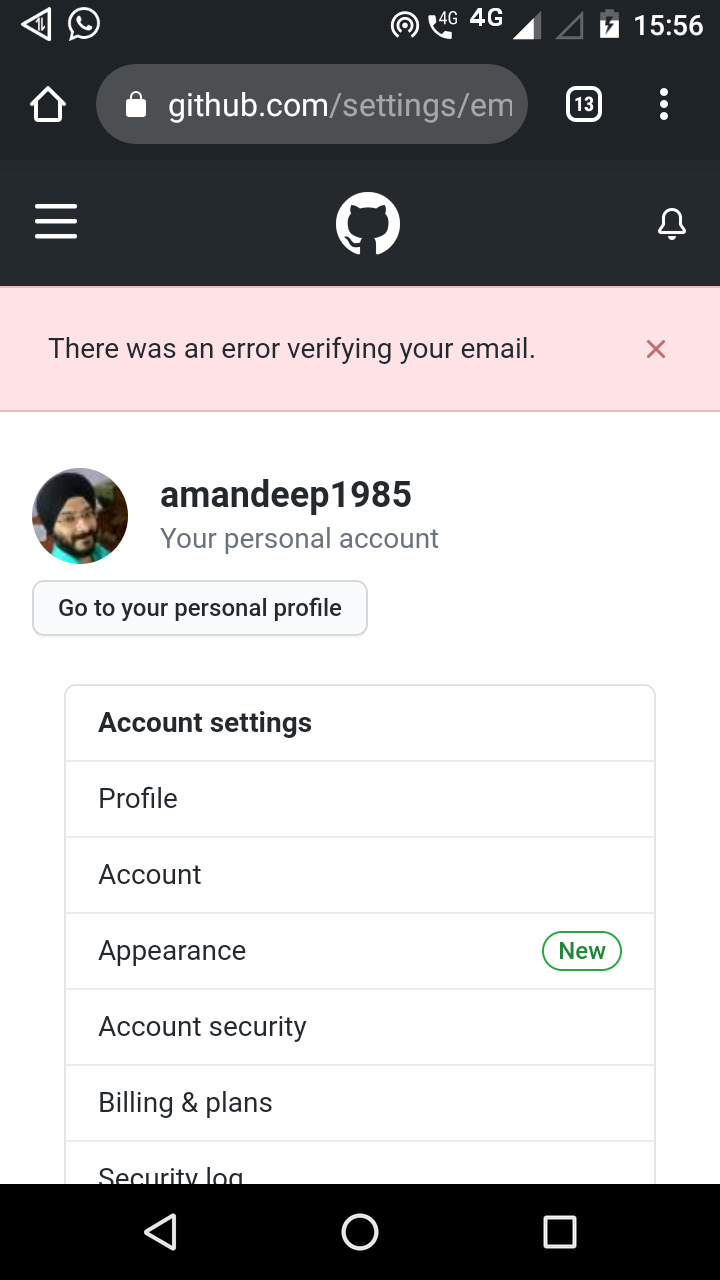 4G 4G 15:56
github.com/settings/em
13
There was an error verifying your email.
amandeep1985
Your personal account
Go to your personal profile
Account settings
Profile
Account
Appearance New
Account security
Billing & plans
Security log